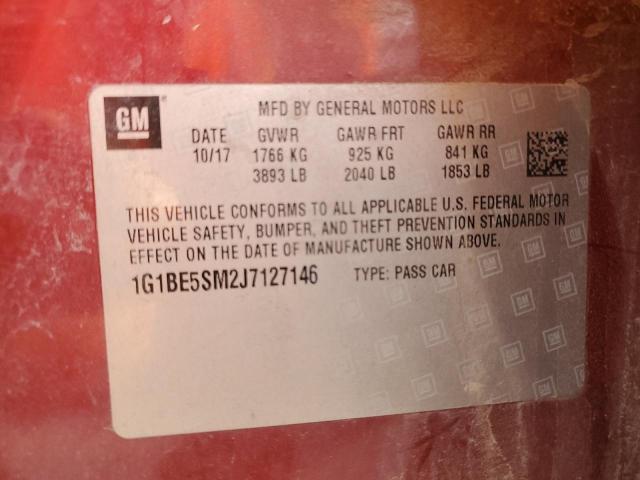 GM
MFD BY GENERAL MOTORS LLC
DATE GVWR GAWR FRT GAWR RR
10/17 1766 KG 925 KG 841 KG
3893 LB 2040 LB 1853 LB
THIS VEHICLE CONFORMS TO ALL APPLICABLE U.S. FEDERAL MOTOR
VEHICLE SAFETY, BUMPER, AND THEFT PREVENTION STANDARDS IN
EFFECT ON THE DATE OF MANUFACTURE SHOWN ABOVE.
1G1BE5SM2J7127146 TYPE: PASS CAR